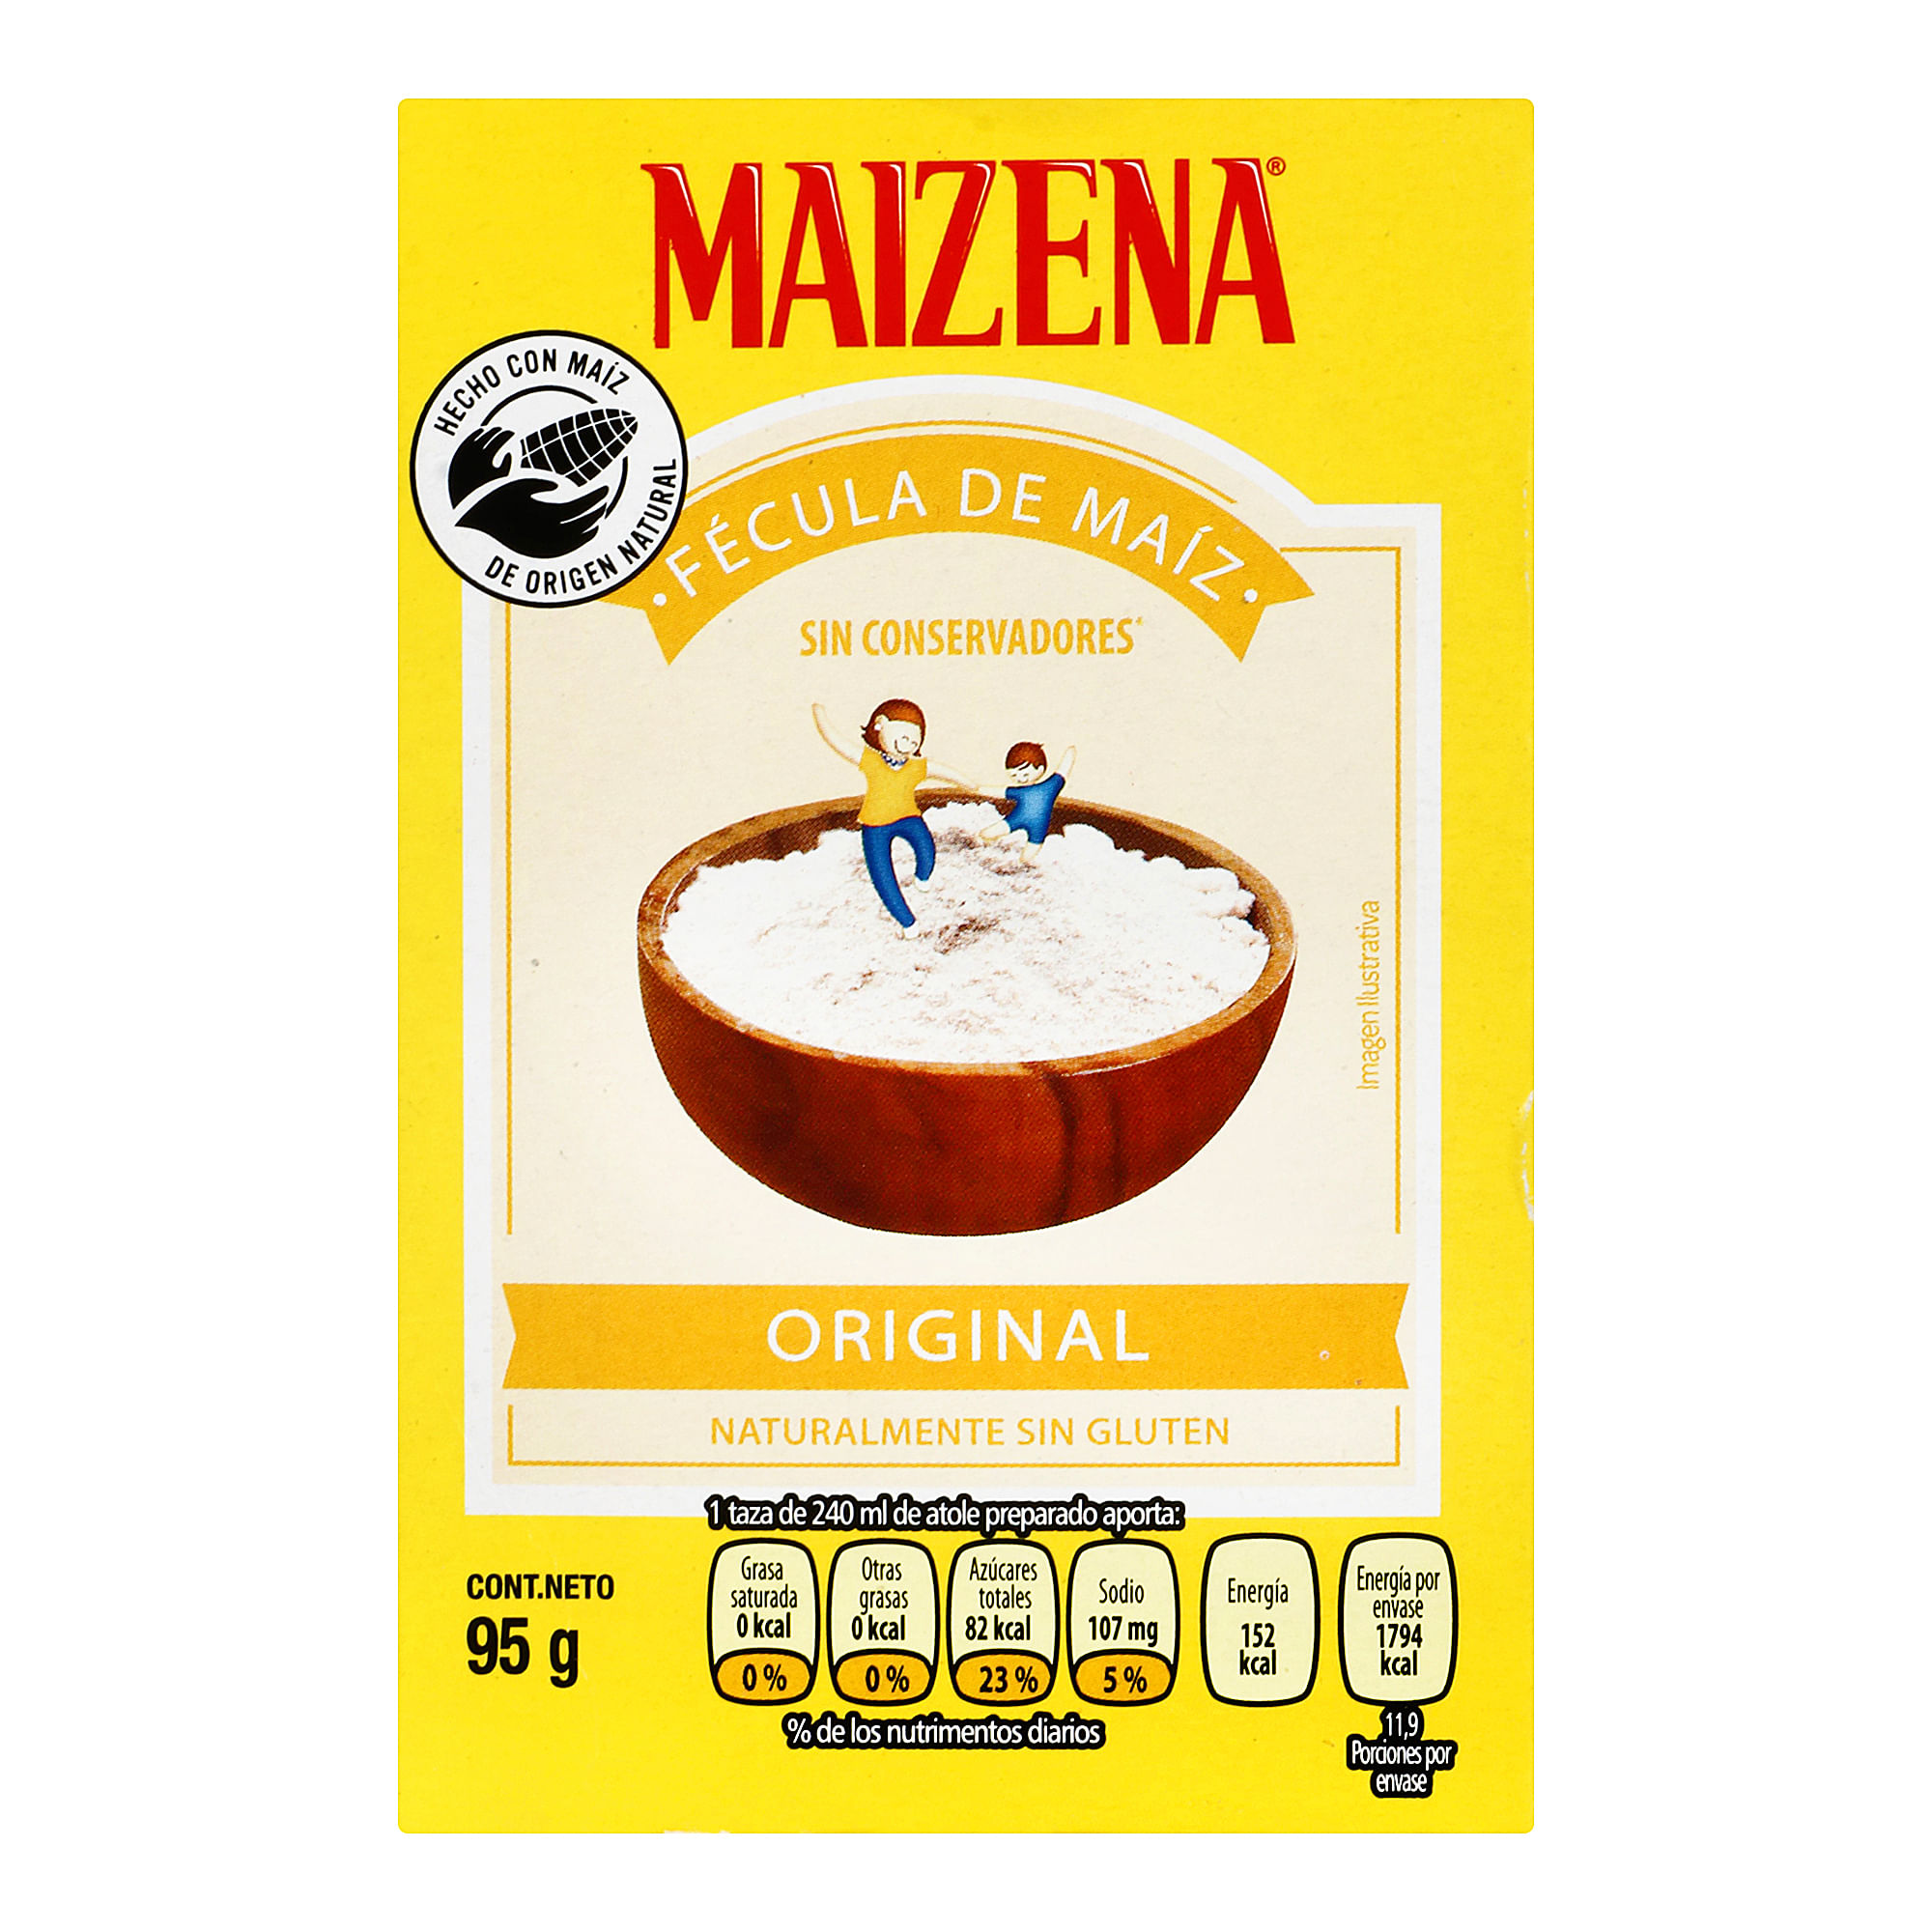 MAIZENA®
HECHO CON MAÍZ
DE ORIGEN NATURAL
• FÉCULA DE MAÍZ •
SIN CONSERVADORES*
Imagen Ilustrativa
ORIGINAL
NATURALMENTE SIN GLUTEN
1 taza de 240 ml de atole preparado aporta:
CONT.NETO
95 g
Grasa
saturada
0 kcal
0 %
Otras
grasas
0 kcal
0 %
Azúcares
totales
82 kcal
23 %
Sodio
107 mg
5 %
Energía
152
kcal
Energía por
envase
1794
kcal
% de los nutrimentos diarios
11,9
Porciones por
envase